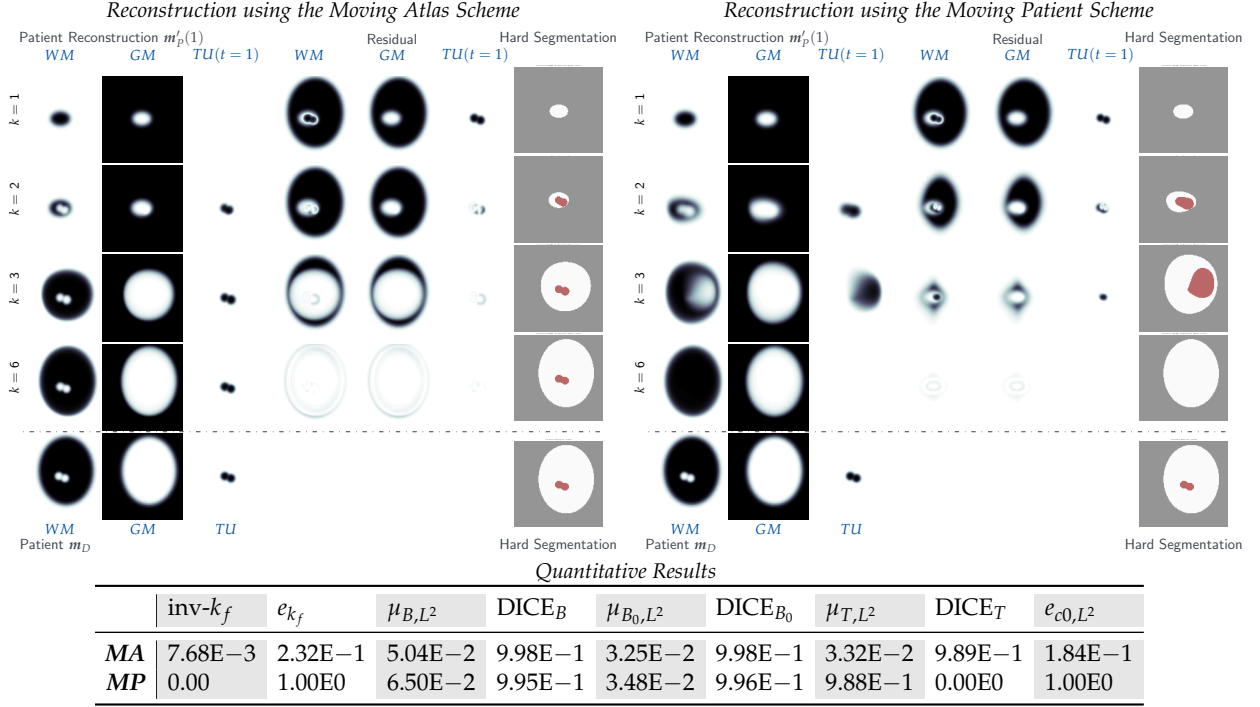 Reconstruction using the Moving Atlas Scheme
Patient Reconstruction m′P(1) Residual Hard Segmentation
WM GM TU(t = 1) WM GM TU(t = 1)
k = 1
k = 2
k = 3
k = 6
WM GM TU
Patient mD Hard Segmentation
Reconstruction using the Moving Patient Scheme
Patient Reconstruction m′P(1) Residual Hard Segmentation
WM GM TU(t = 1) WM GM TU(t = 1)
k = 1
k = 2
k = 3
k = 6
WM GM TU
Patient mD Hard Segmentation
Quantitative Results
inv-kf ekf μB,L2 DICEB μB0,L2 DICEB0 μT,L2 DICET ec0,L2
MA 7.68E−3 2.32E−1 5.04E−2 9.98E−1 3.25E−2 9.98E−1 3.32E−2 9.89E−1 1.84E−1
MP 0.00 1.00E0 6.50E−2 9.95E−1 3.48E−2 9.96E−1 9.88E−1 0.00E0 1.00E0